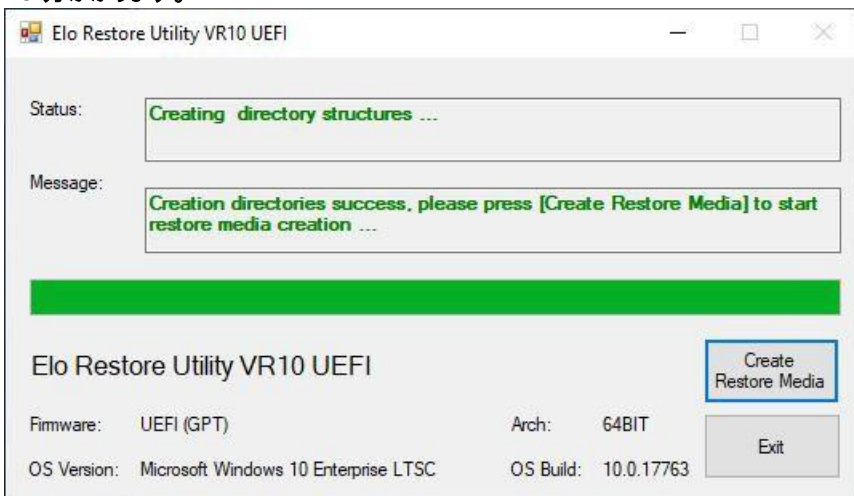 Elo Restore Utility VR10 UEFI
Status:
Creating directory structures ...
Message:
Creation directories success, please press [Create Restore Media] to start
restore media creation ...
Elo Restore Utility VR10 UEFI
Create
Restore Media
Firmware: UEFI (GPT) Arch: 64BIT
Exit
OS Version: Microsoft Windows 10 Enterprise LTSC OS Build: 10.0.17763